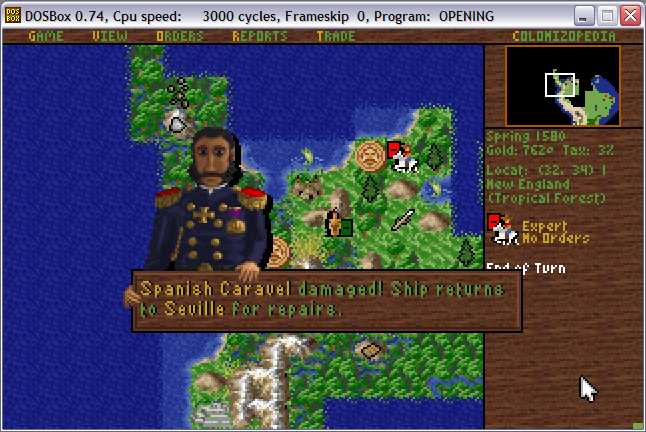 DOSBox 0.74, Cpu speed: 3000 cycles, Frameskip 0, Program: OPENING
GAME VIEW ORDERS REPORTS TRADE COLONIZOPEDIA
Spring 1580
Gold: 762° Tax: 3%
Locat: (32, 34) 1
New England
(Tropical Forest)
Expert
No Orders
End of Turn
Spanish Caravel damaged! Ship returns
to Seville for repairs.